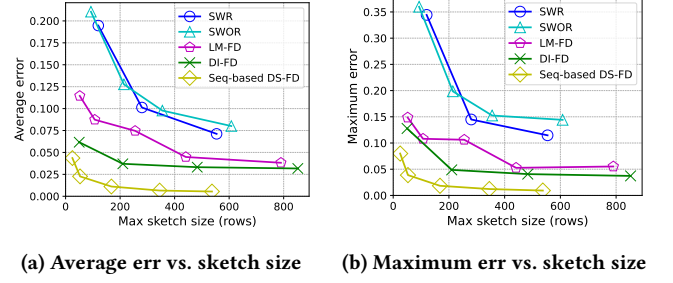 0.200
0.175
0.150
0.125
0.100
0.075
0.050
0.025
0.000
Average error
0 200 400 600 800
Max sketch size (rows)
SWR
SWOR
LM-FD
DI-FD
Seq-based DS-FD
(a) Average err vs. sketch size
0.35
0.30
0.25
0.20
0.15
0.10
0.05
0.00
Maximum error
0 200 400 600 800
Max sketch size (rows)
SWR
SWOR
LM-FD
DI-FD
Seq-based DS-FD
(b) Maximum err vs. sketch size